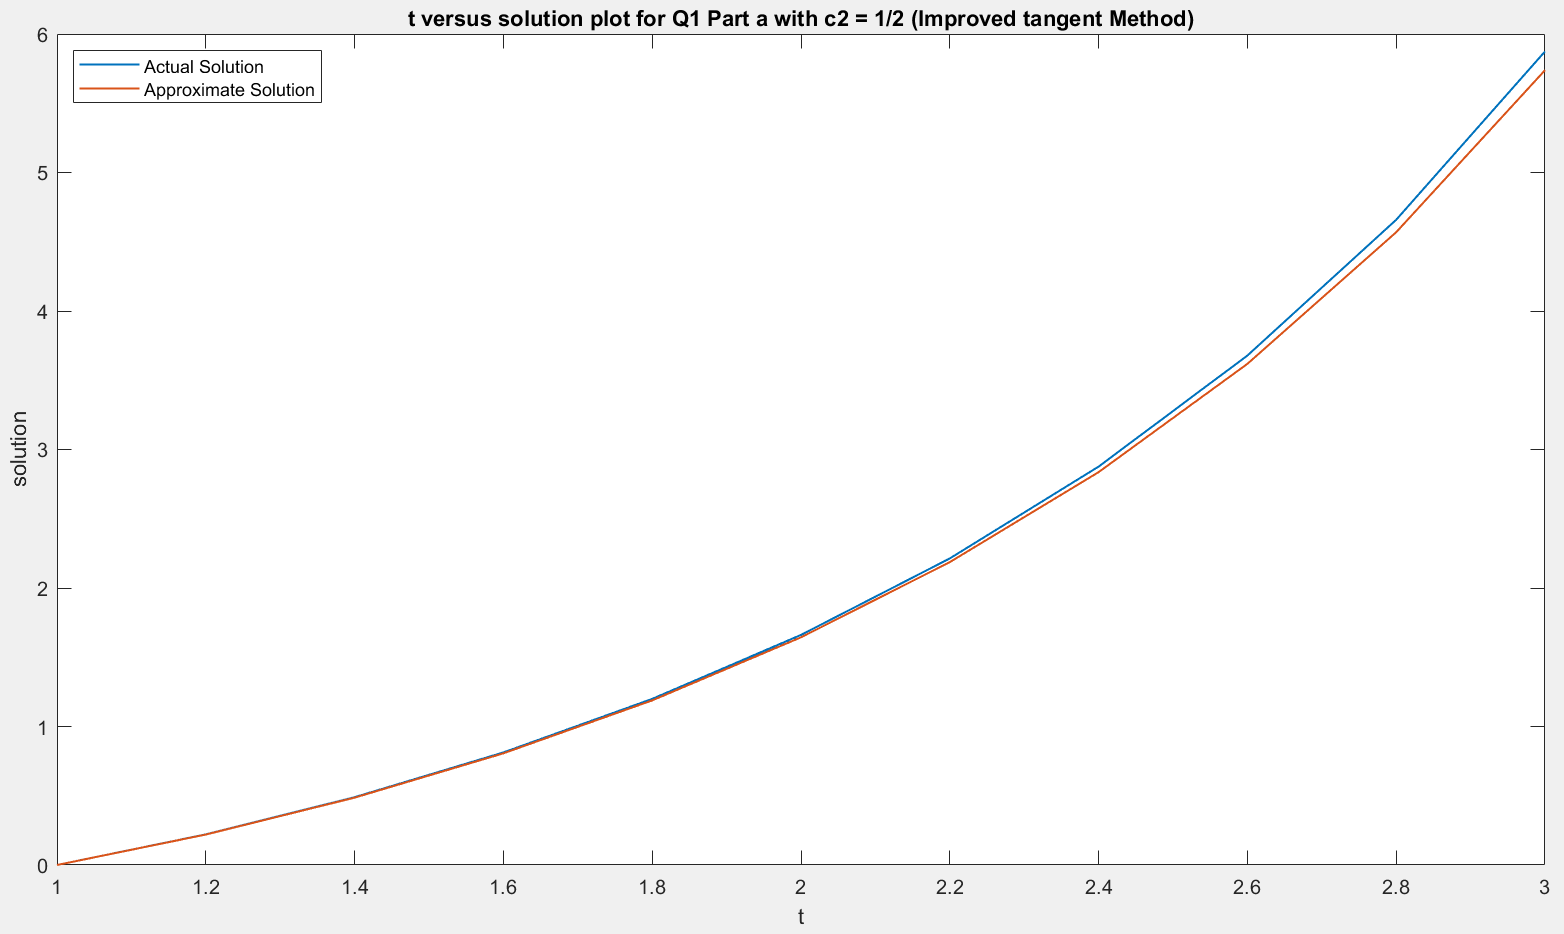 t versus solution plot for Q1 Part a with c2 = 1/2 (Improved tangent Method)
Actual Solution
Approximate Solution
6
5
4
3
2
1
0
solution
1 1.2 1.4 1.6 1.8 2 2.2 2.4 2.6 2.8 3
t